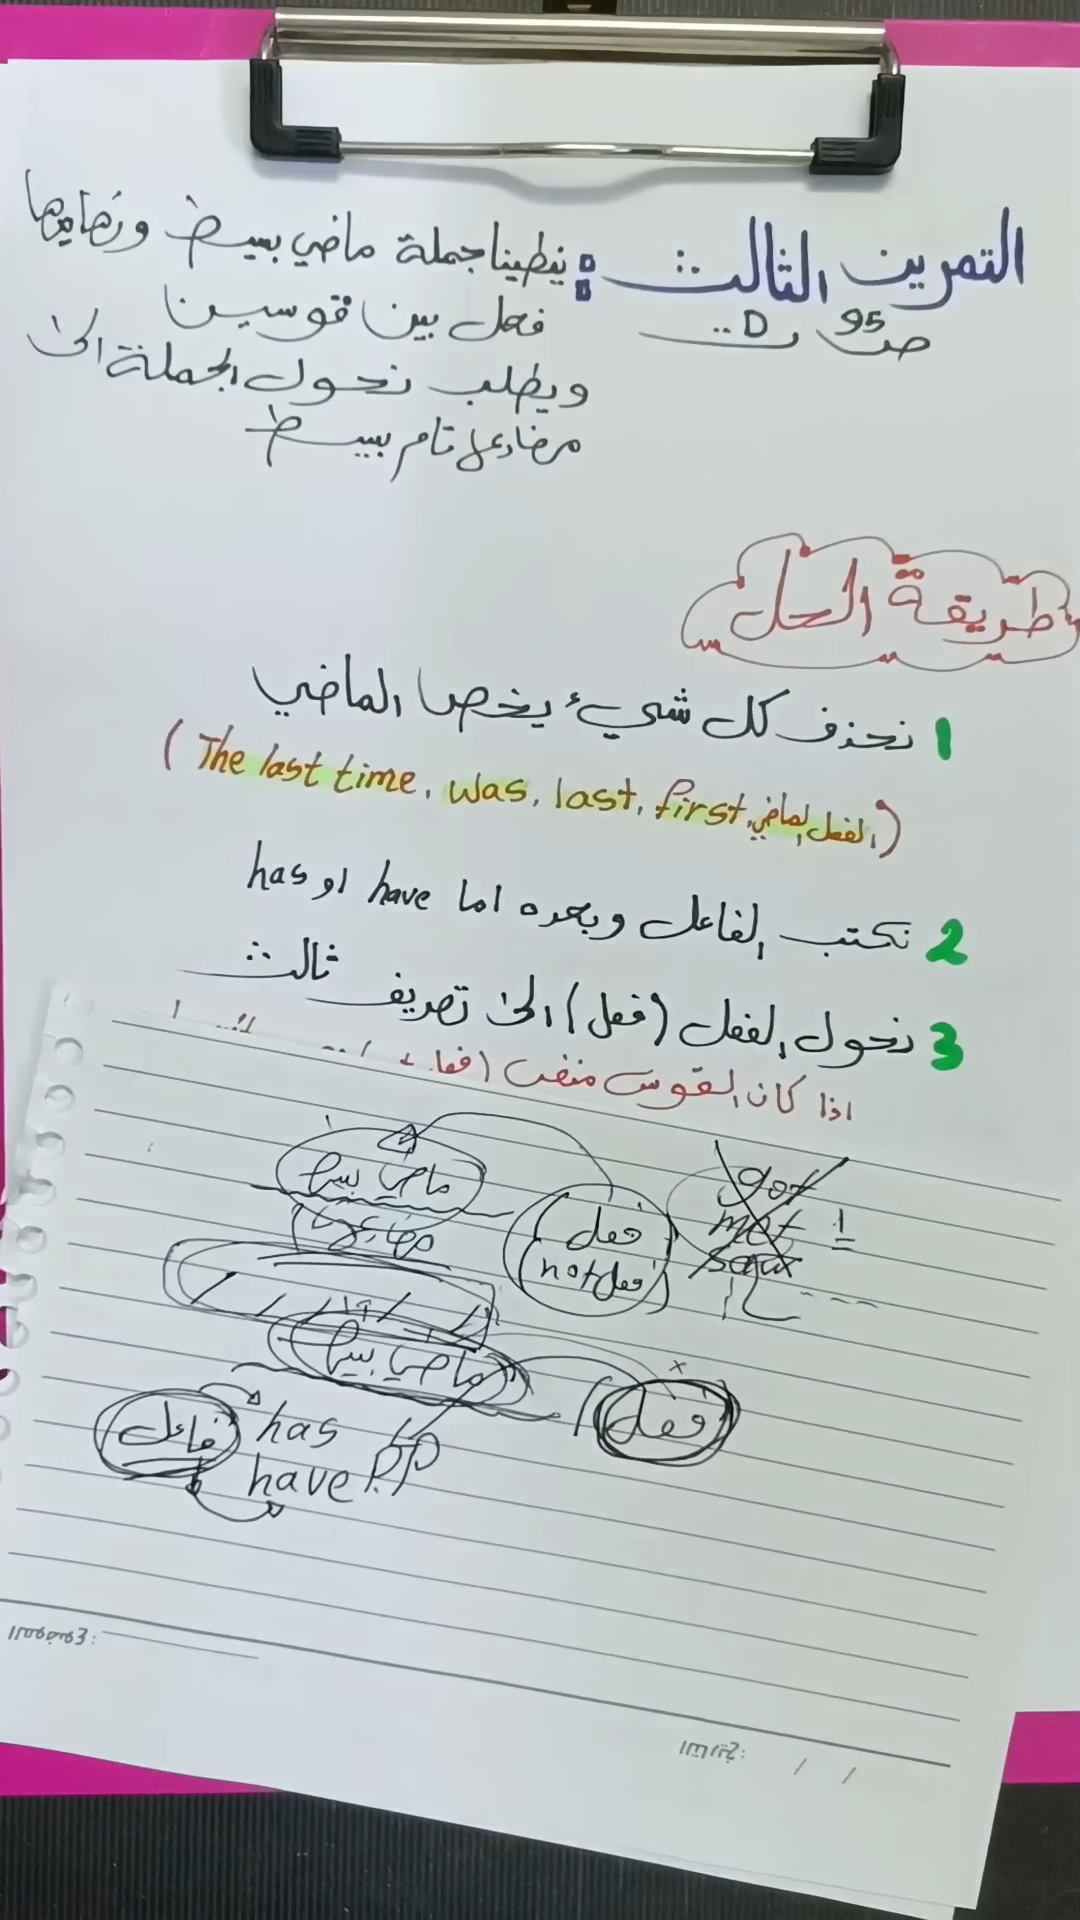 التمرين الثالث : ينطينا جملة ماضي بسيط ونهايتها
ص 95 ت D
فعل بين قوسين
ويطلب نحول الجملة الى
مضارع تام بسيط
طريقة الحل
1 نحذف كل شيء يخص الماضي
(The last time, was, last, first, الفعل الماضي)
2 نكتب الفاعل وبعده اما have او has
3 نحول الفعل (فعل) الى تصريف ثالث
اذا كان القوس منفي (فعل +
ماضي بسيط
(مضارع)
(فعل)
(not فعل)
got
met
saw
ماضي بسيط
(فعل)
فاعل has
have P.P